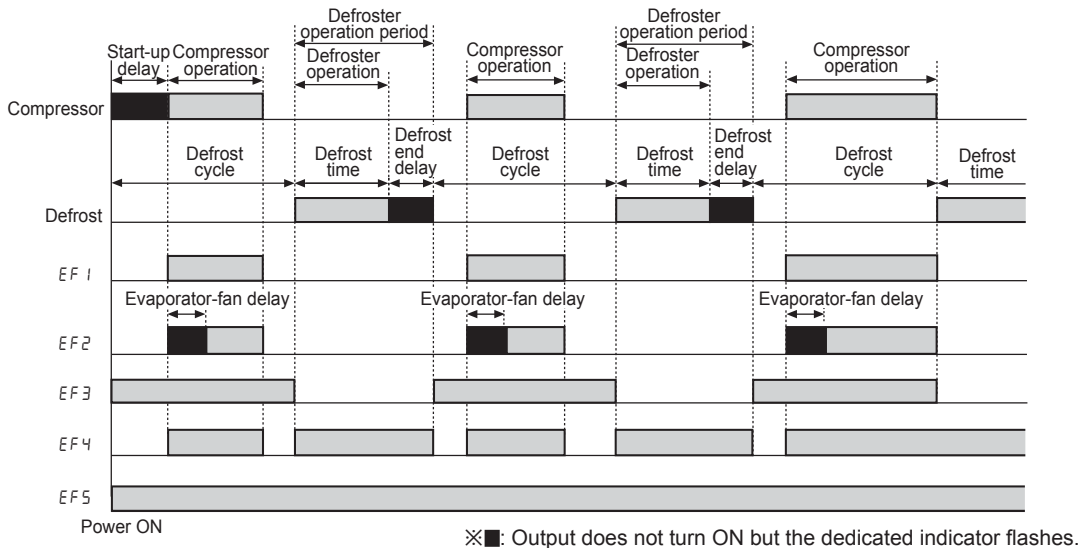 Defroster
operation period
Defroster
operation period
Start-up
delay
Compressor
operation
Defroster
operation
Compressor
operation
Defroster
operation
Compressor
operation
Compressor
Defrost
cycle
Defrost
time
Defrost
end
delay
Defrost
cycle
Defrost
time
Defrost
end
delay
Defrost
cycle
Defrost
time
Defrost
EF1
Evaporator-fan delay
Evaporator-fan delay
Evaporator-fan delay
EF2
EF3
EF4
EF5
Power ON
※■: Output does not turn ON but the dedicated indicator flashes.